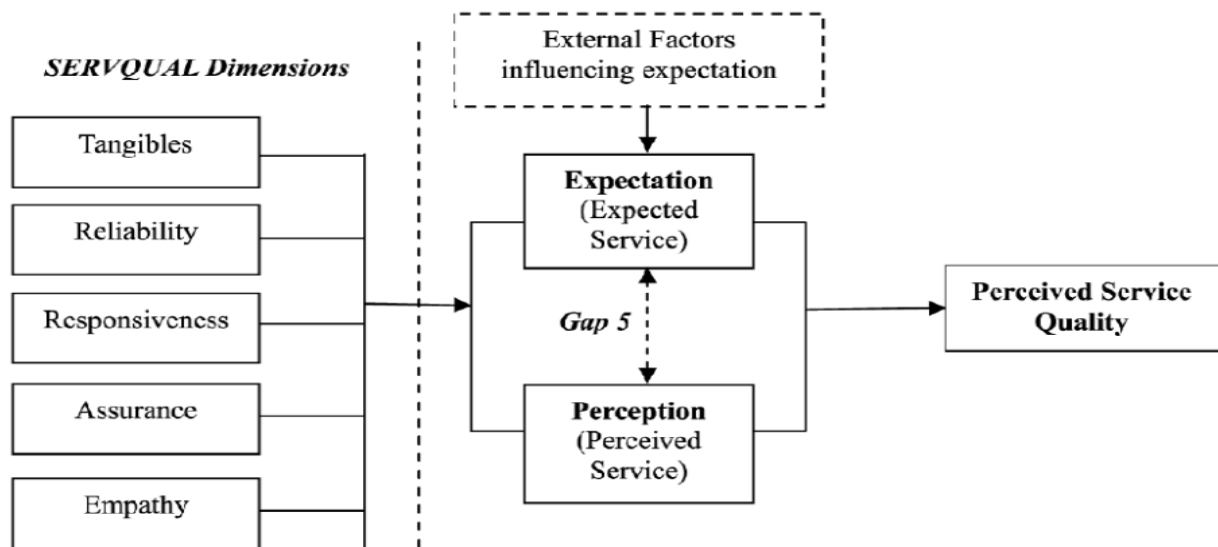 SERVQUAL Dimensions
Tangibles
Reliability
Responsiveness
Assurance
Empathy
External Factors
influencing expectation
Expectation
(Expected
Service)
Gap 5
Perception
(Perceived
Service)
Perceived Service
Quality